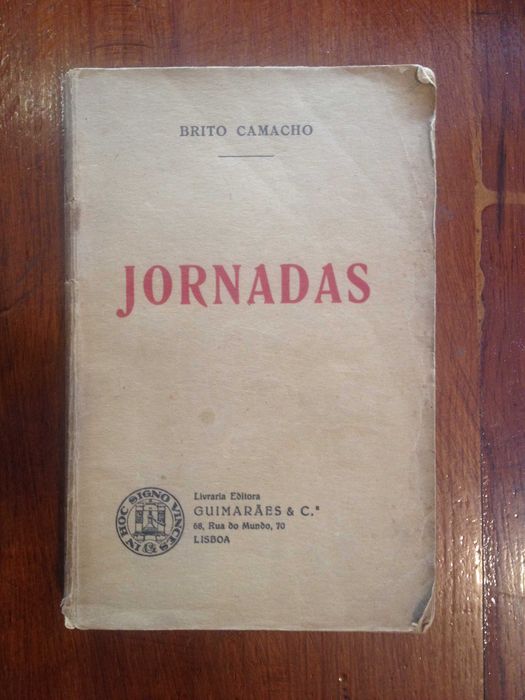 BRITO CAMACHO
JORNADAS
IN HOC SIGNO VINCES
Livraria Editora
GUIMARÃES & C.ª
68, Rua do Mundo, 70
LISBOA